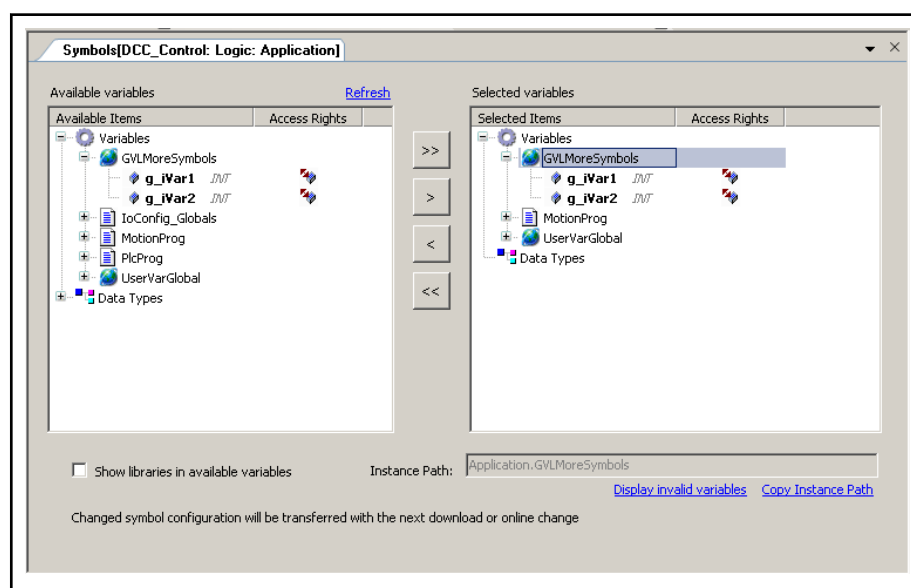 Symbols[DCC_Control: Logic: Application]
Available variables Refresh
Selected variables
Available Items Access Rights
Variables
GVLMoreSymbols
g_iVar1 INT
g_iVar2 INT
IoConfig_Globals
MotionProg
PlcProg
UserVarGlobal
Data Types
>>
>
<
<<
Selected Items Access Rights
Variables
GVLMoreSymbols
g_iVar1 INT
g_iVar2 INT
MotionProg
UserVarGlobal
Data Types
Show libraries in available variables
Instance Path: Application.GVLMoreSymbols
Display invalid variables Copy Instance Path
Changed symbol configuration will be transferred with the next download or online change